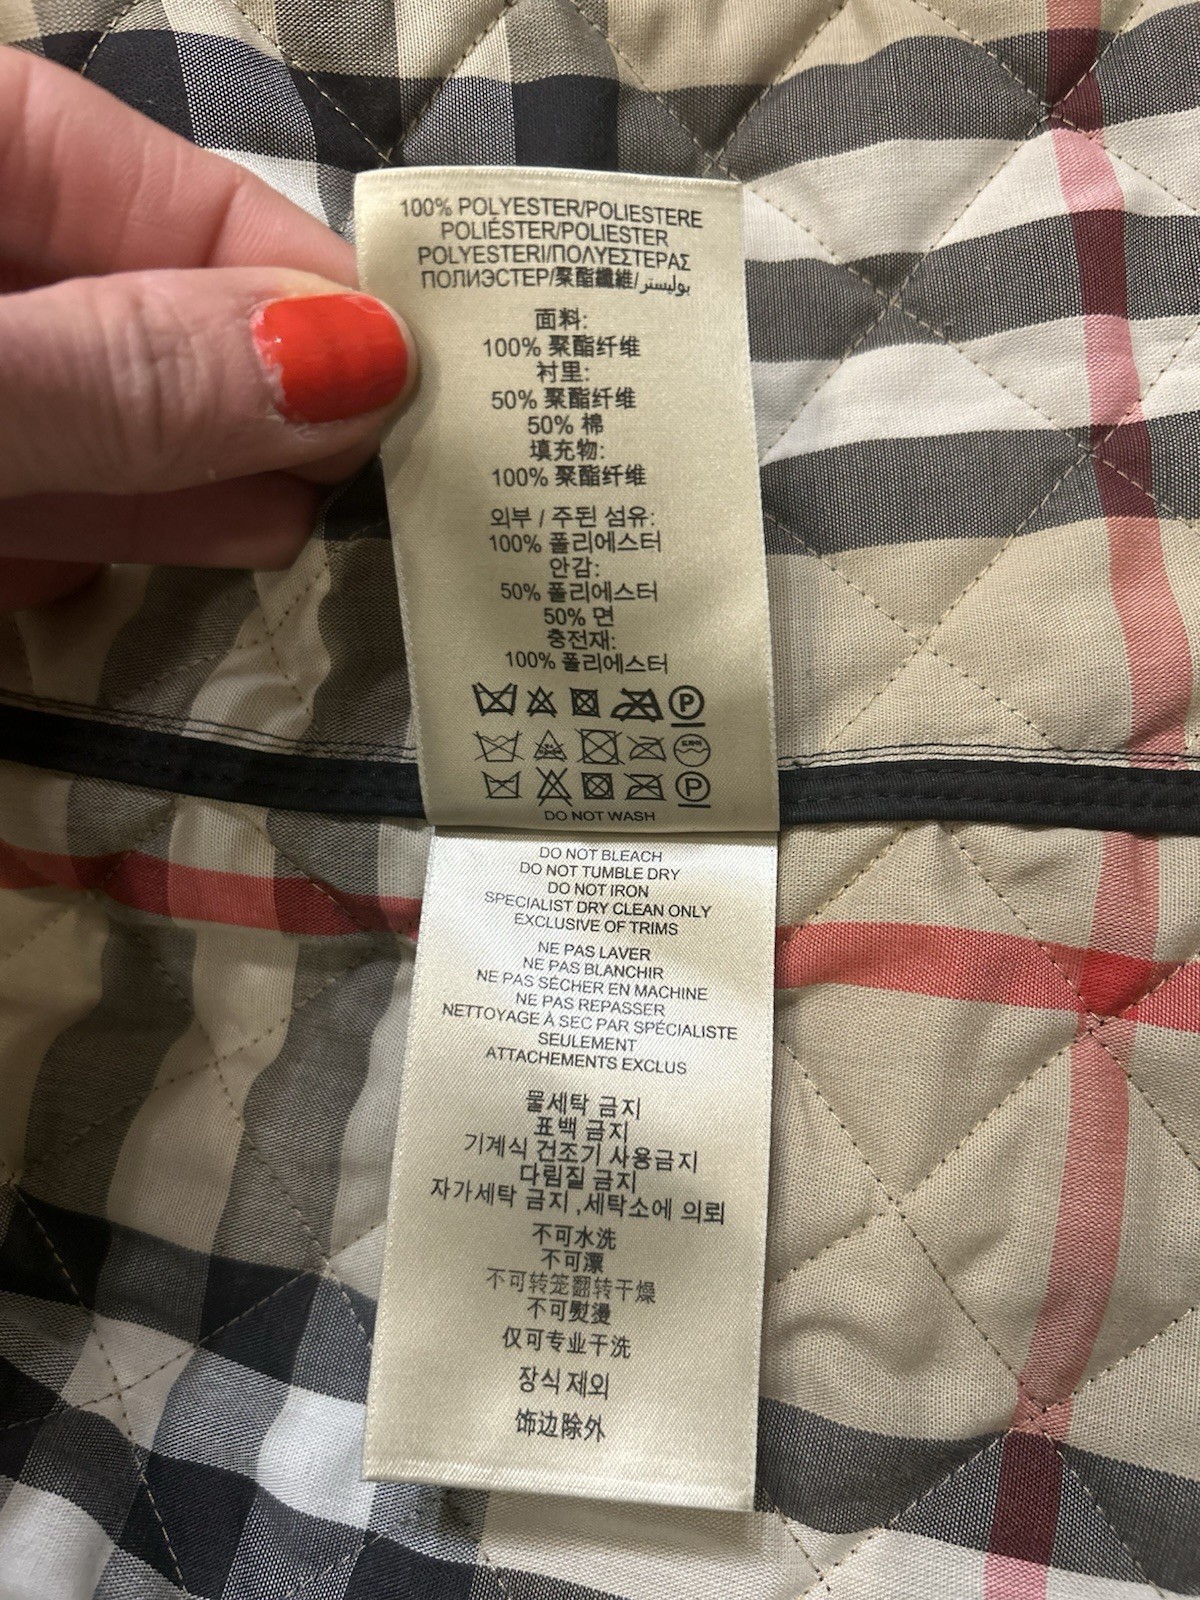 100% POLYESTER/POLIESTERE
POLIÉSTER/POLIESTER
POLYESTERI/ΠΟΛΥΕΣΤΕΡΑΣ
ПОЛИЭСТЕР/聚酯纖維/بوليستر
面料:
100% 聚酯纤维
衬里:
50% 聚酯纤维
50% 棉
填充物:
100% 聚酯纤维
외부 / 주된 섬유:
100% 폴리에스터
안감:
50% 폴리에스터
50% 면
충전재:
100% 폴리에스터
P
P
DO NOT WASH
DO NOT BLEACH
DO NOT TUMBLE DRY
DO NOT IRON
SPECIALIST DRY CLEAN ONLY
EXCLUSIVE OF TRIMS
NE PAS LAVER
NE PAS BLANCHIR
NE PAS SÉCHER EN MACHINE
NE PAS REPASSER
NETTOYAGE À SEC PAR SPÉCIALISTE
SEULEMENT
ATTACHEMENTS EXCLUS
물세탁 금지
표백 금지
기계식 건조기 사용금지
다림질 금지
자가세탁 금지 ,세탁소에 의뢰
不可水洗
不可漂
不可转笼翻转干燥
不可熨烫
仅可专业干洗
장식 제외
饰边除外